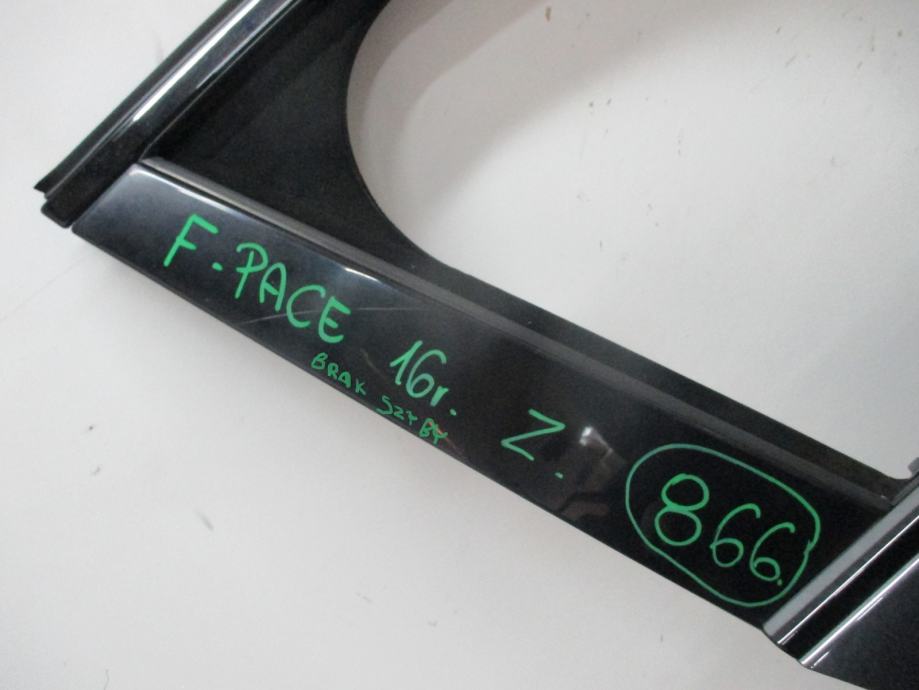 F-PACE 16r. Z. 866.
BRAK SZYBY